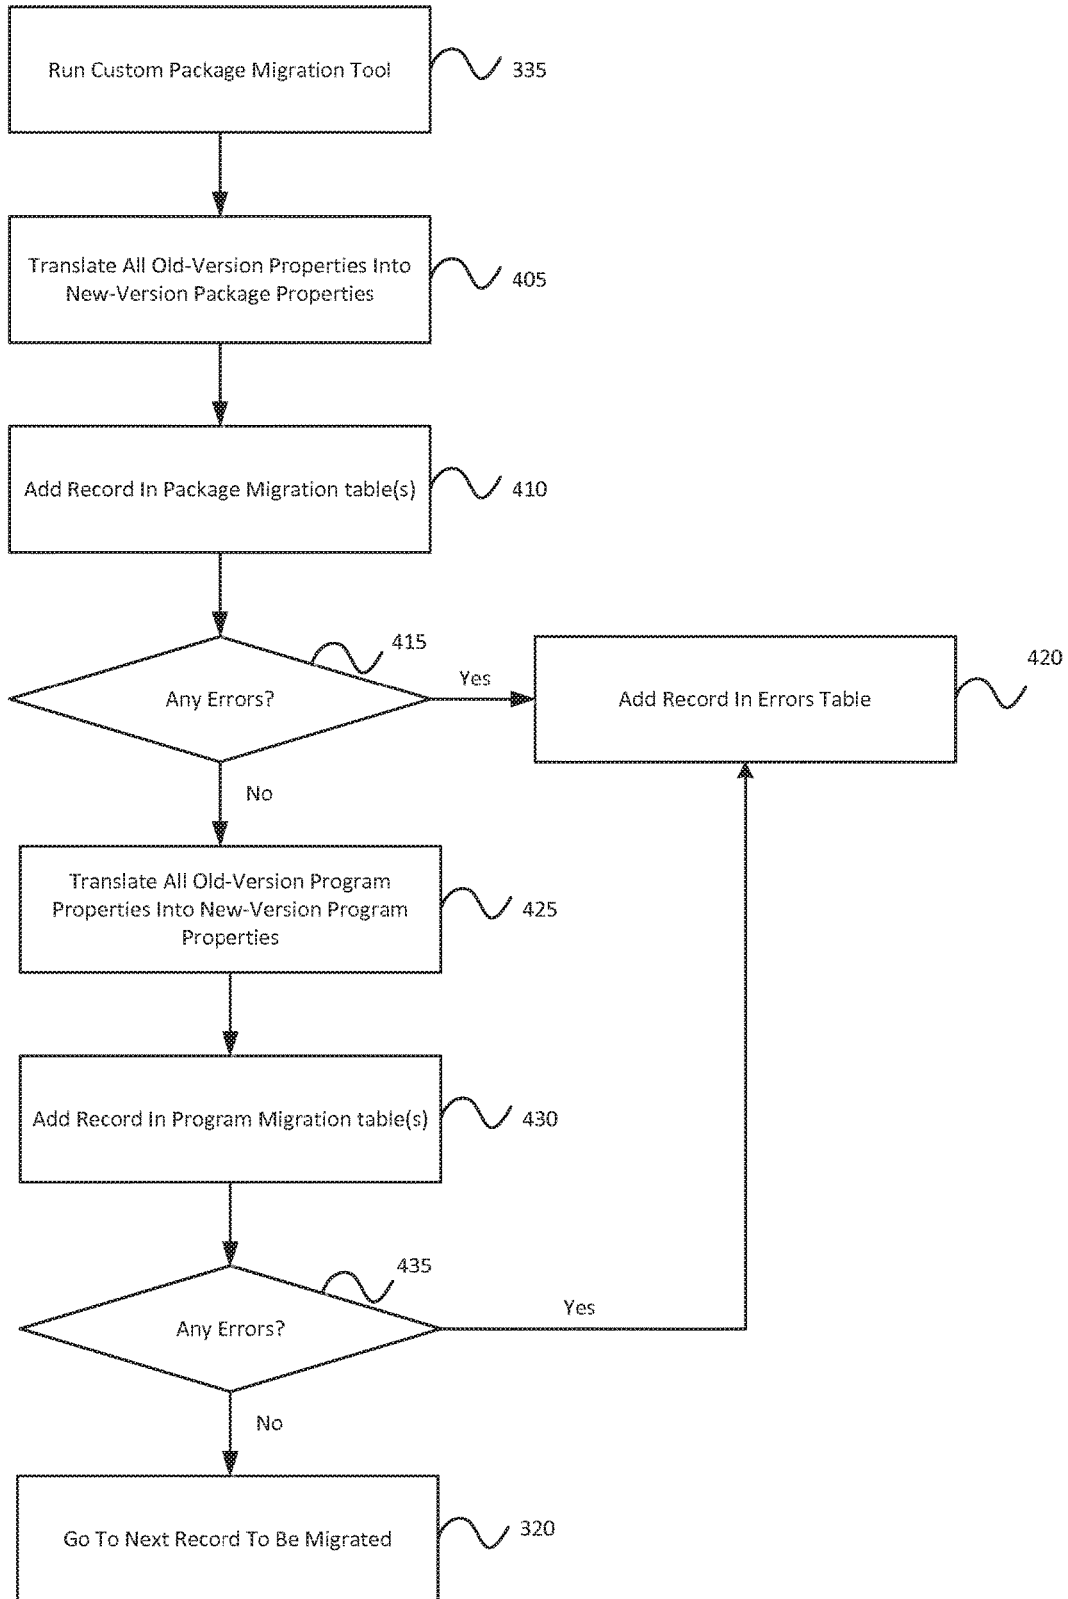 Run Custom Package Migration Tool
335
Translate All Old-Version Properties Into
New-Version Package Properties
405
Add Record In Package Migration table(s)
410
415
Any Errors?
Yes
Add Record In Errors Table
420
No
Translate All Old-Version Program
Properties Into New-Version Program
Properties
425
Add Record In Program Migration table(s)
430
435
Any Errors?
Yes
No
Go To Next Record To Be Migrated
320